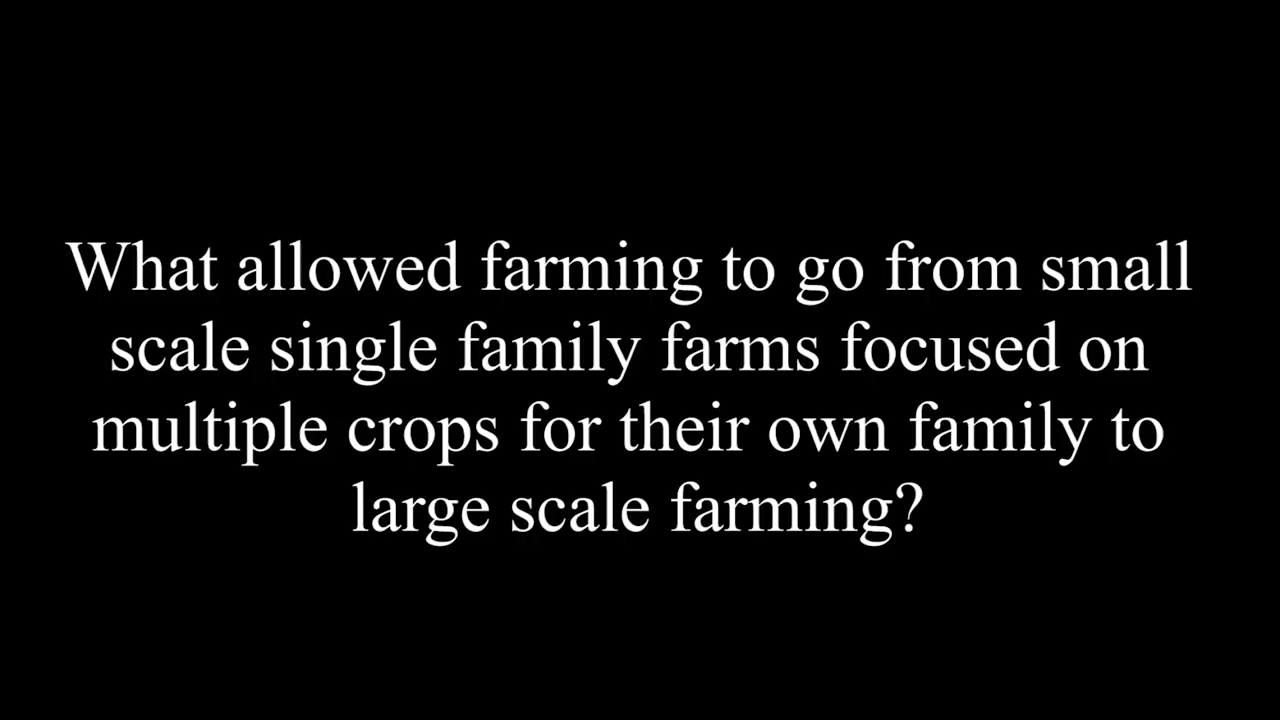 What allowed farming to go from small
scale single family farms focused on
multiple crops for their own family to
large scale farming?